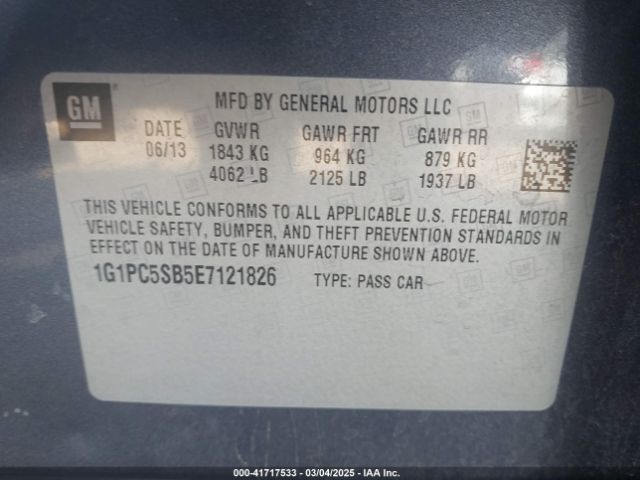 GM
MFD BY GENERAL MOTORS LLC
DATE GVWR GAWR FRT GAWR RR
06/13 1843 KG 964 KG 879 KG
4062 LB 2125 LB 1937 LB
THIS VEHICLE CONFORMS TO ALL APPLICABLE U.S. FEDERAL MOTOR
VEHICLE SAFETY, BUMPER, AND THEFT PREVENTION STANDARDS IN
EFFECT ON THE DATE OF MANUFACTURE SHOWN ABOVE.
1G1PC5SB5E7121826 TYPE: PASS CAR
000-41717533 - 03/04/2025 - IAA Inc.